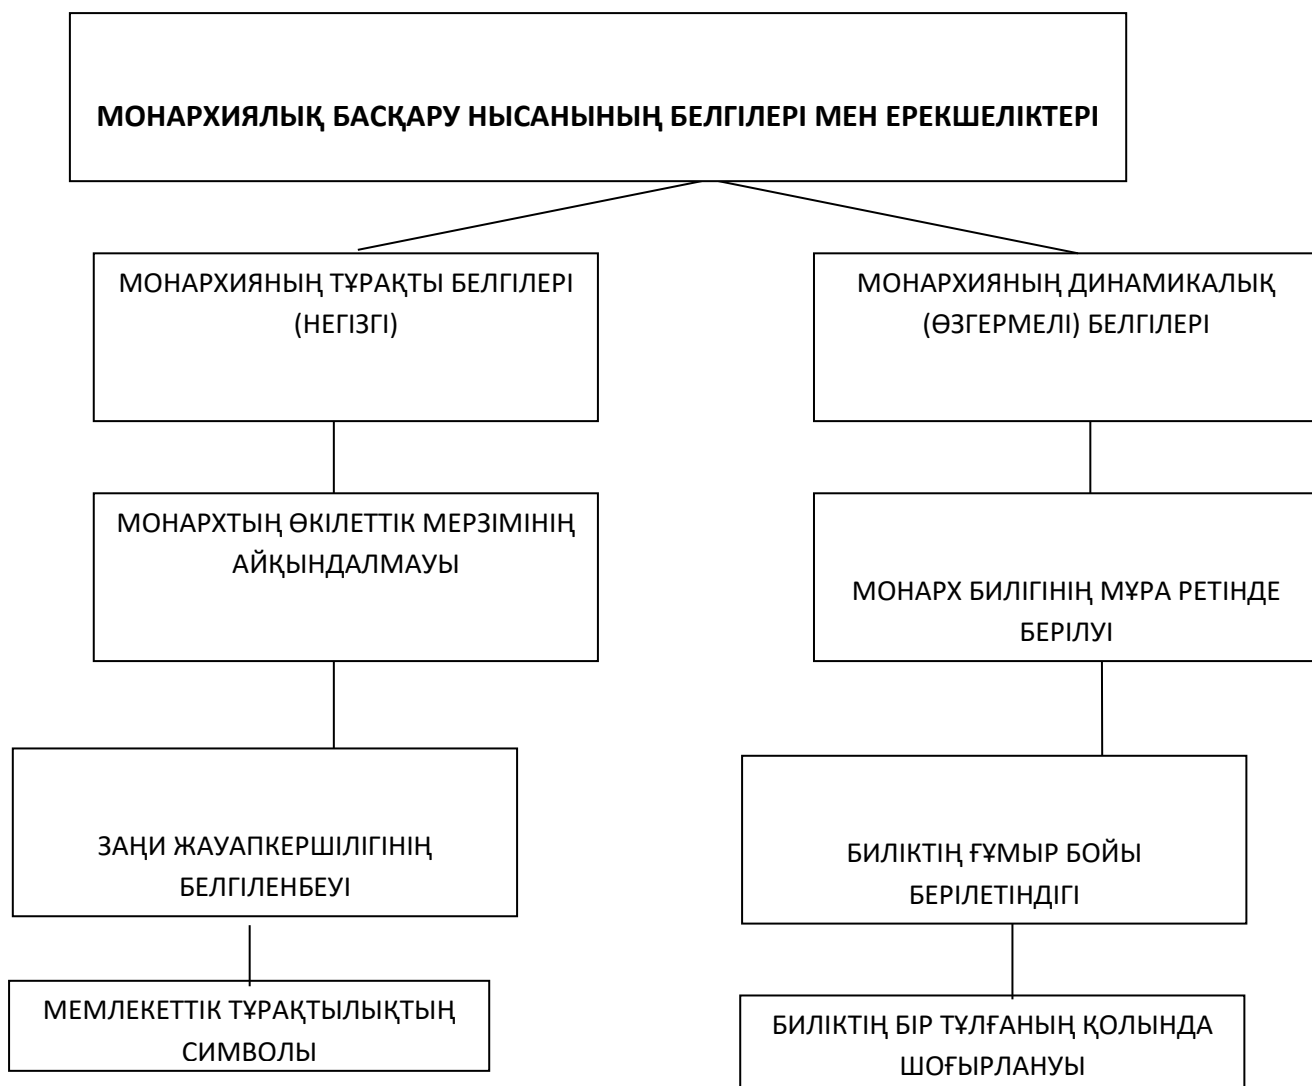 МОНАРХИЯЛЫҚ БАСҚАРУ НЫСАНЫНЫҢ БЕЛГІЛЕРІ МЕН ЕРЕКШЕЛІКТЕРІ
МОНАРХИЯНЫҢ ТҰРАҚТЫ БЕЛГІЛЕРІ
(НЕГІЗГІ)
МОНАРХТЫҢ ӨКІЛЕТТІК МЕРЗІМІНІҢ
АЙҚЫНДАЛМАУЫ
ЗАҢИ ЖАУАПКЕРШІЛІГІНІҢ
БЕЛГІЛЕНБЕУІ
МЕМЛЕКЕТТІК ТҰРАҚТЫЛЫҚТЫҢ
СИМВОЛЫ
МОНАРХИЯНЫҢ ДИНАМИКАЛЫҚ
(ӨЗГЕРМЕЛІ) БЕЛГІЛЕРІ
МОНАРХ БИЛІГІНІҢ МҰРА РЕТІНДЕ
БЕРІЛУІ
БИЛІКТІҢ ҒҰМЫР БОЙЫ
БЕРІЛЕТІНДІГІ
БИЛІКТІҢ БІР ТҰЛҒАНЫҢ ҚОЛЫНДА
ШОҒЫРЛАНУЫ